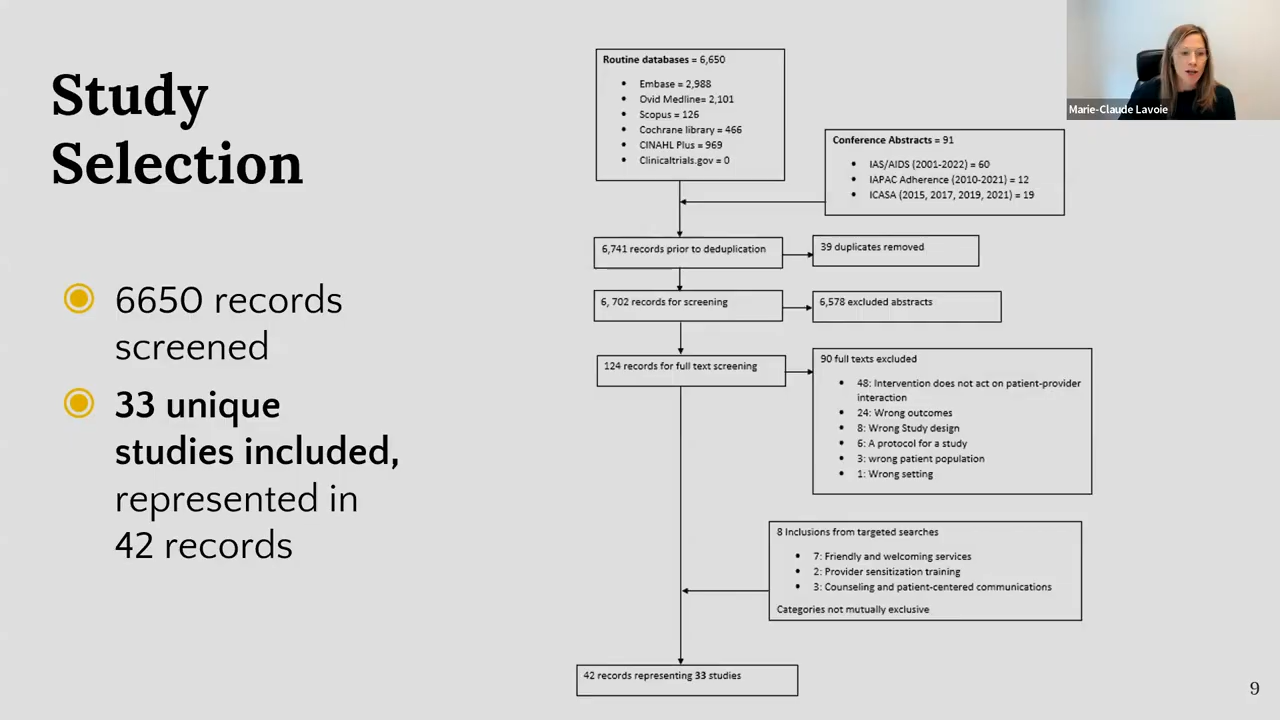 Study
Selection
6650 records
screened
33 unique
studies included,
represented in
42 records
Routine databases = 6,650
Embase = 2,988
Ovid Medline= 2,101
Scopus = 126
Cochrane library = 466
CINAHL Plus = 969
Clinicaltrials.gov = 0
Conference Abstracts = 91
IAS/AIDS (2001-2022) = 60
IAPAC Adherence (2010-2021) = 12
ICASA (2015, 2017, 2019, 2021) = 19
6,741 records prior to deduplication
39 duplicates removed
6, 702 records for screening
6,578 excluded abstracts
124 records for full text screening
90 full texts excluded
48: Intervention does not act on patient-provider
interaction
24: Wrong outcomes
8: Wrong Study design
6: A protocol for a study
3: wrong patient population
1: Wrong setting
8 Inclusions from targeted searches
7: Friendly and welcoming services
2: Provider sensitization training
3: Counseling and patient-centered communications
Categories not mutually exclusive
42 records representing 33 studies
Marie-Claude Lavoie
9